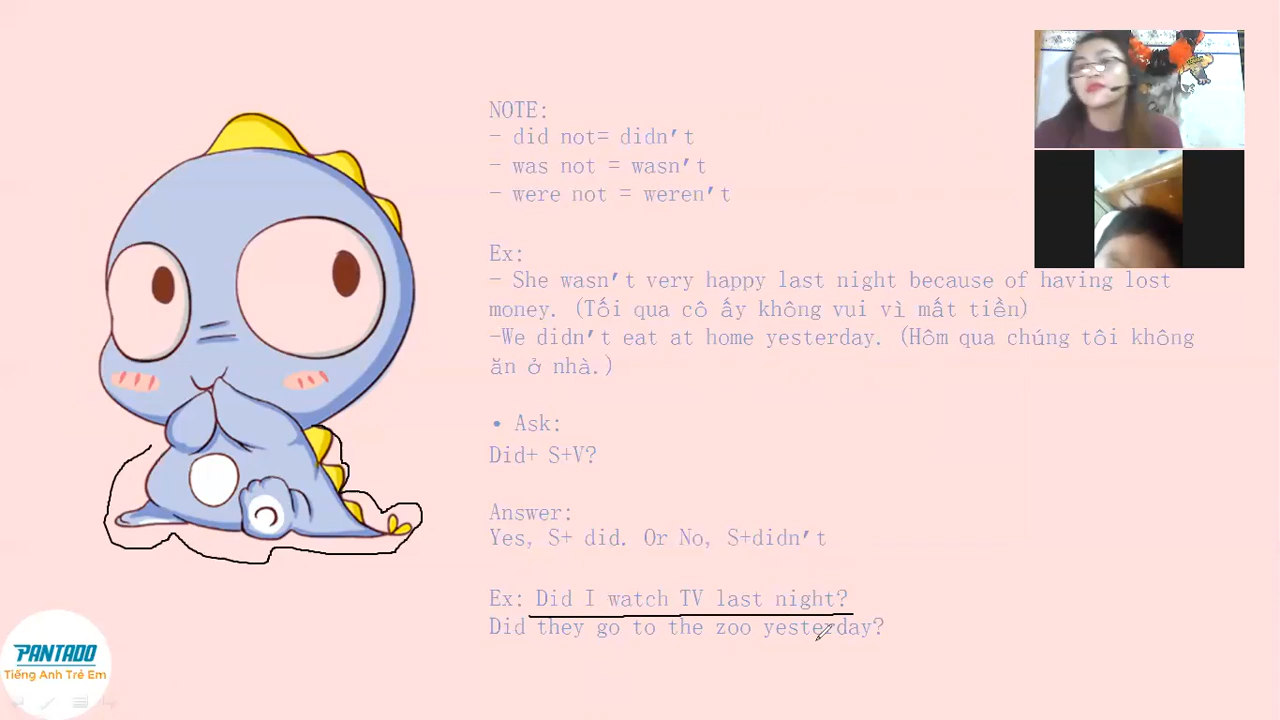 NOTE:
- did not= didn't
- was not = wasn't
- were not = weren't
Ex:
- She wasn't very happy last night because of having lost
money. (Tối qua cô ấy không vui vì mất tiền)
-We didn't eat at home yesterday. (Hôm qua chúng tôi không
ăn ở nhà.)
• Ask:
Did+ S+V?
Answer:
Yes, S+ did. Or No, S+didn't
Ex: Did I watch TV last night?
Did they go to the zoo yesterday?
PANTADO
Tiếng Anh Trẻ Em